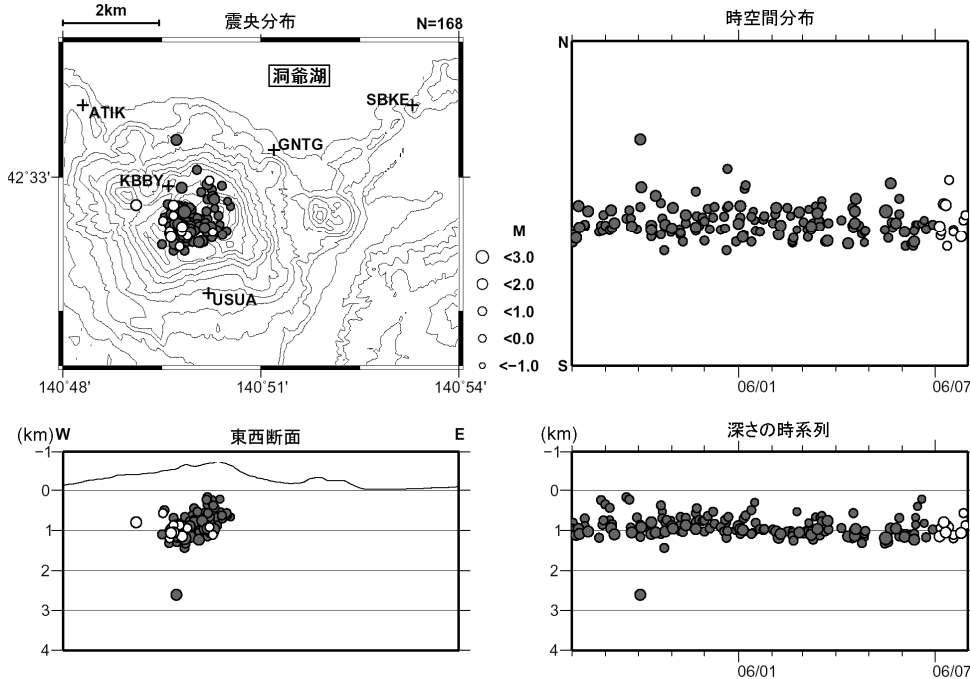 2km
震央分布
N=168
洞爺湖
SBKE
ATIK
GNTG
KBBY
USUA
42°33'
140°48'
140°51'
140°54'
M
<3.0
<2.0
<1.0
<0.0
<-1.0
時空間分布
N
S
06/01
06/07
(km) W
東西断面
E
-1
0
1
2
3
4
(km)
深さの時系列
-1
0
1
2
3
4
06/01
06/07